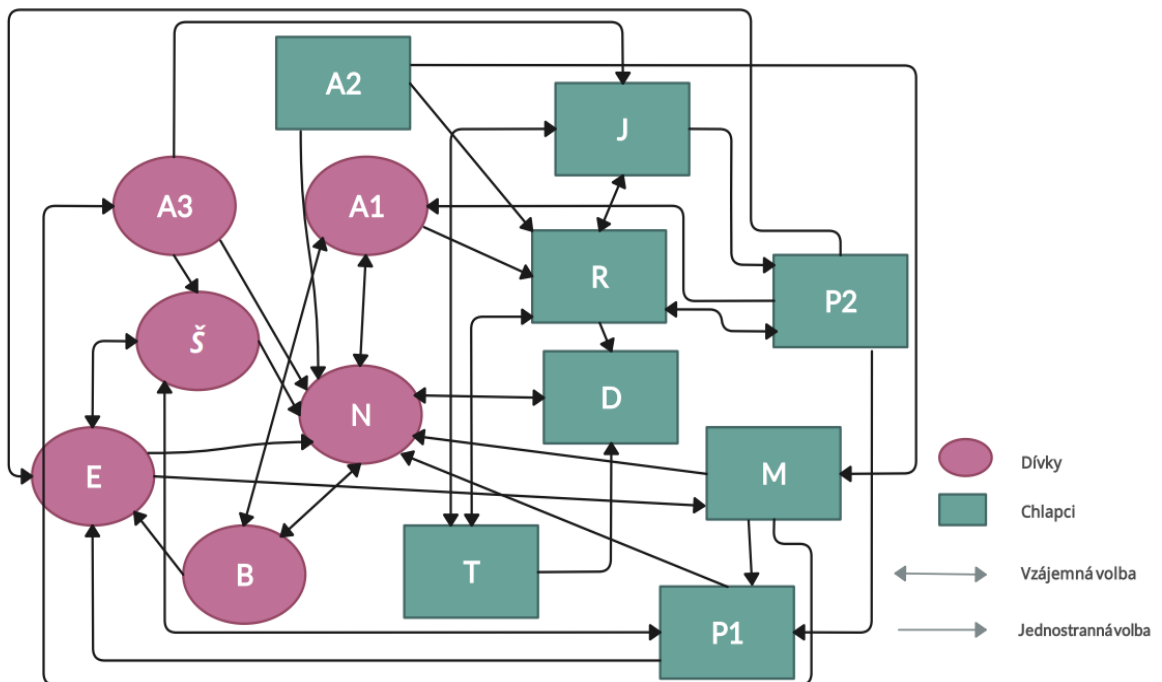 A2
J
A3
A1
R
P2
Š
D
N
M
E
Dívky
Chlapci
B
T
Vzájemná volba
P1
Jednostranná volba